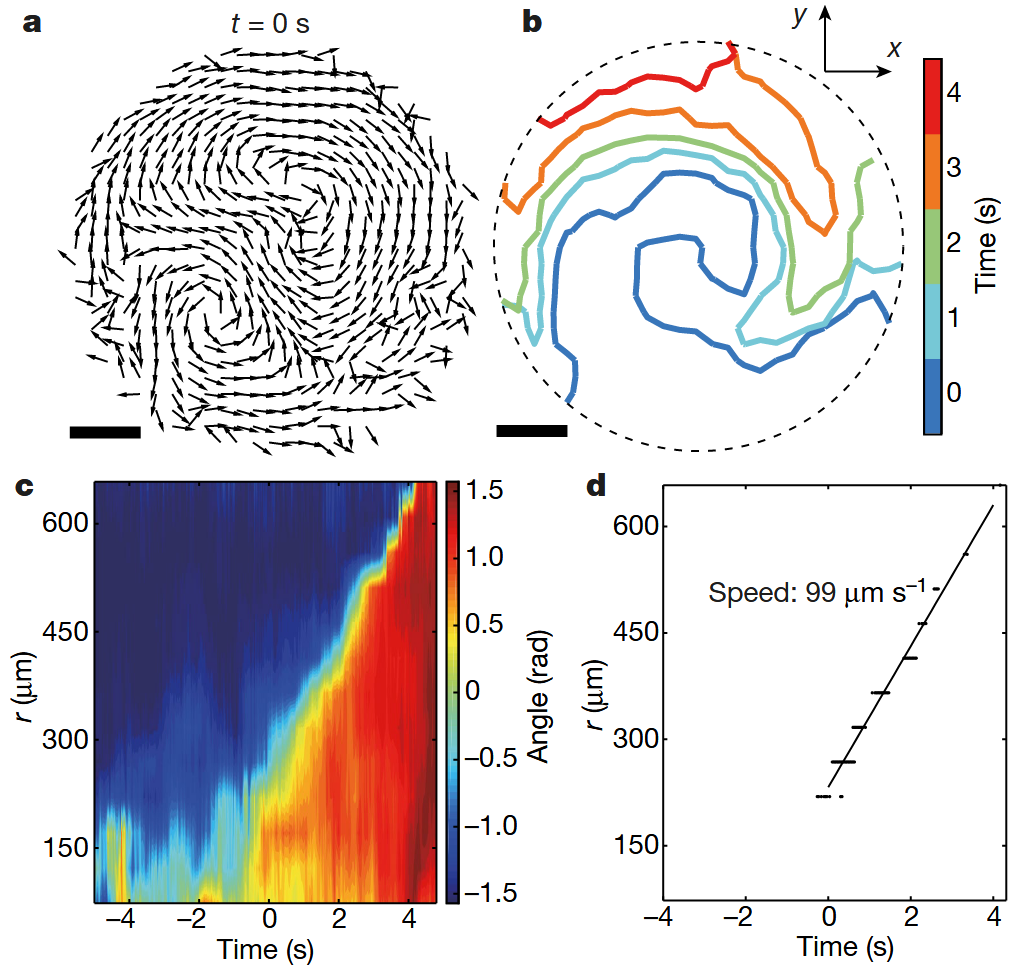 a
t = 0 s
b
y
x
4
3
2
1
0
Time (s)
c
600
450
300
150
r (μm)
−4 −2 0 2 4
Time (s)
1.5
1.0
0.5
0
−0.5
−1.0
−1.5
Angle (rad)
d
600
450
300
150
r (μm)
Speed: 99 μm s⁻¹
−4 −2 0 2 4
Time (s)